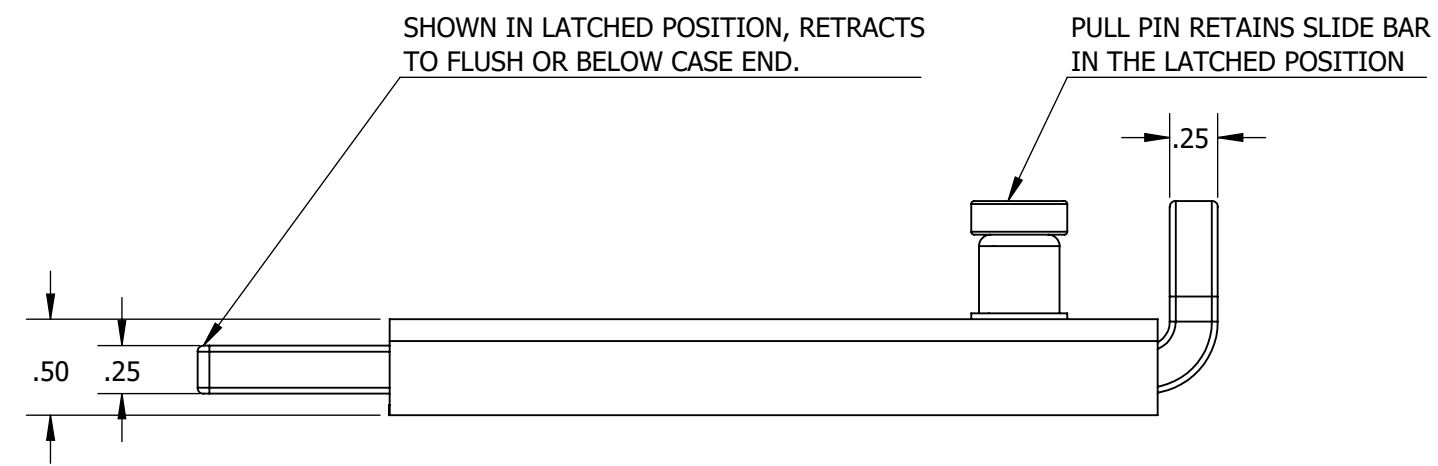 SHOWN IN LATCHED POSITION, RETRACTS
TO FLUSH OR BELOW CASE END.
PULL PIN RETAINS SLIDE BAR
IN THE LATCHED POSITION
.25
.50
.25